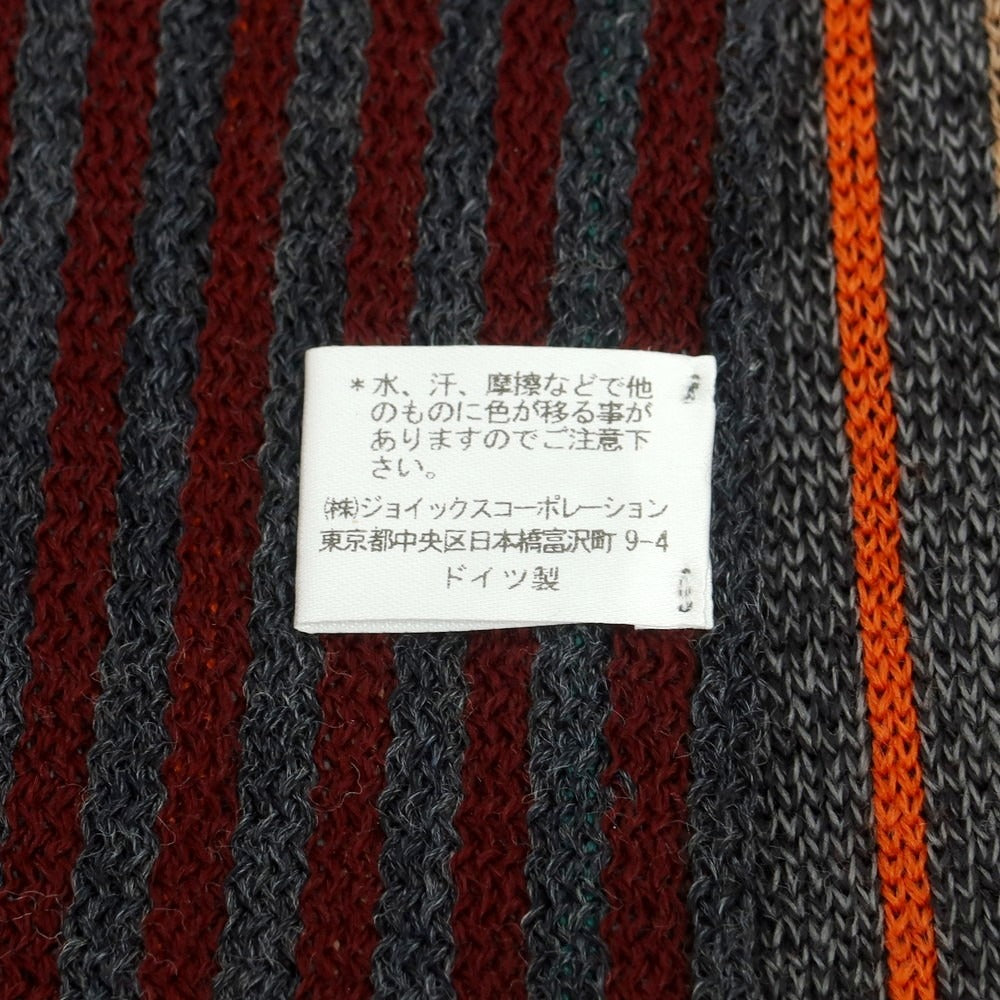 ＊水、汗、摩擦などで他
のものに色が移る事が
ありますのでご注意下
さい。
㈱ジョイックスコーポレーション
東京都中央区日本橋富沢町 9-4
ドイツ製